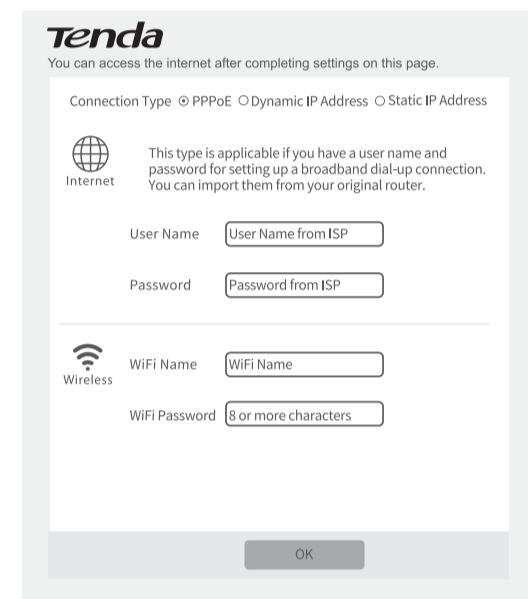 Tenda
You can access the internet after completing settings on this page.
Connection Type PPPoE Dynamic IP Address Static IP Address
Internet
This type is applicable if you have a user name and
password for setting up a broadband dial-up connection.
You can import them from your original router.
User Name User Name from ISP
Password Password from ISP
Wireless
WiFi Name WiFi Name
WiFi Password 8 or more characters
OK